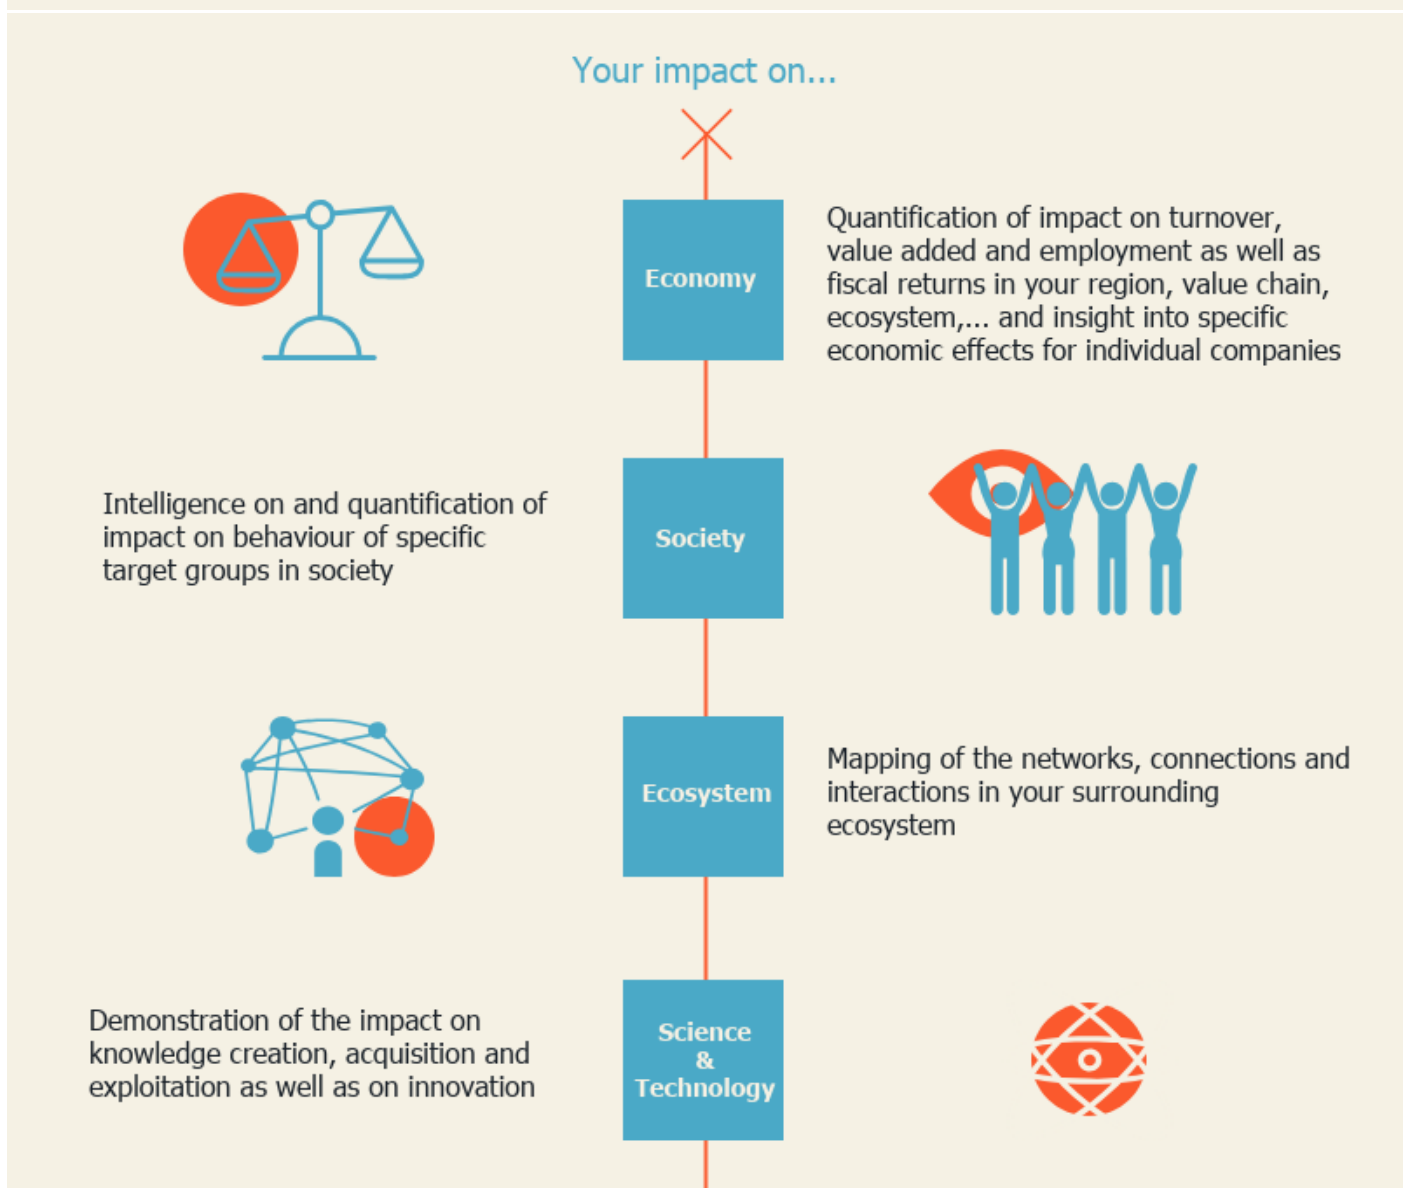 Your impact on...
Economy
Quantification of impact on turnover,
value added and employment as well as
fiscal returns in your region, value chain,
ecosystem,... and insight into specific
economic effects for individual companies
Intelligence on and quantification of
impact on behaviour of specific
target groups in society
Society
Ecosystem
Mapping of the networks, connections and
interactions in your surrounding
ecosystem
Demonstration of the impact on
knowledge creation, acquisition and
exploitation as well as on innovation
Science
&
Technology